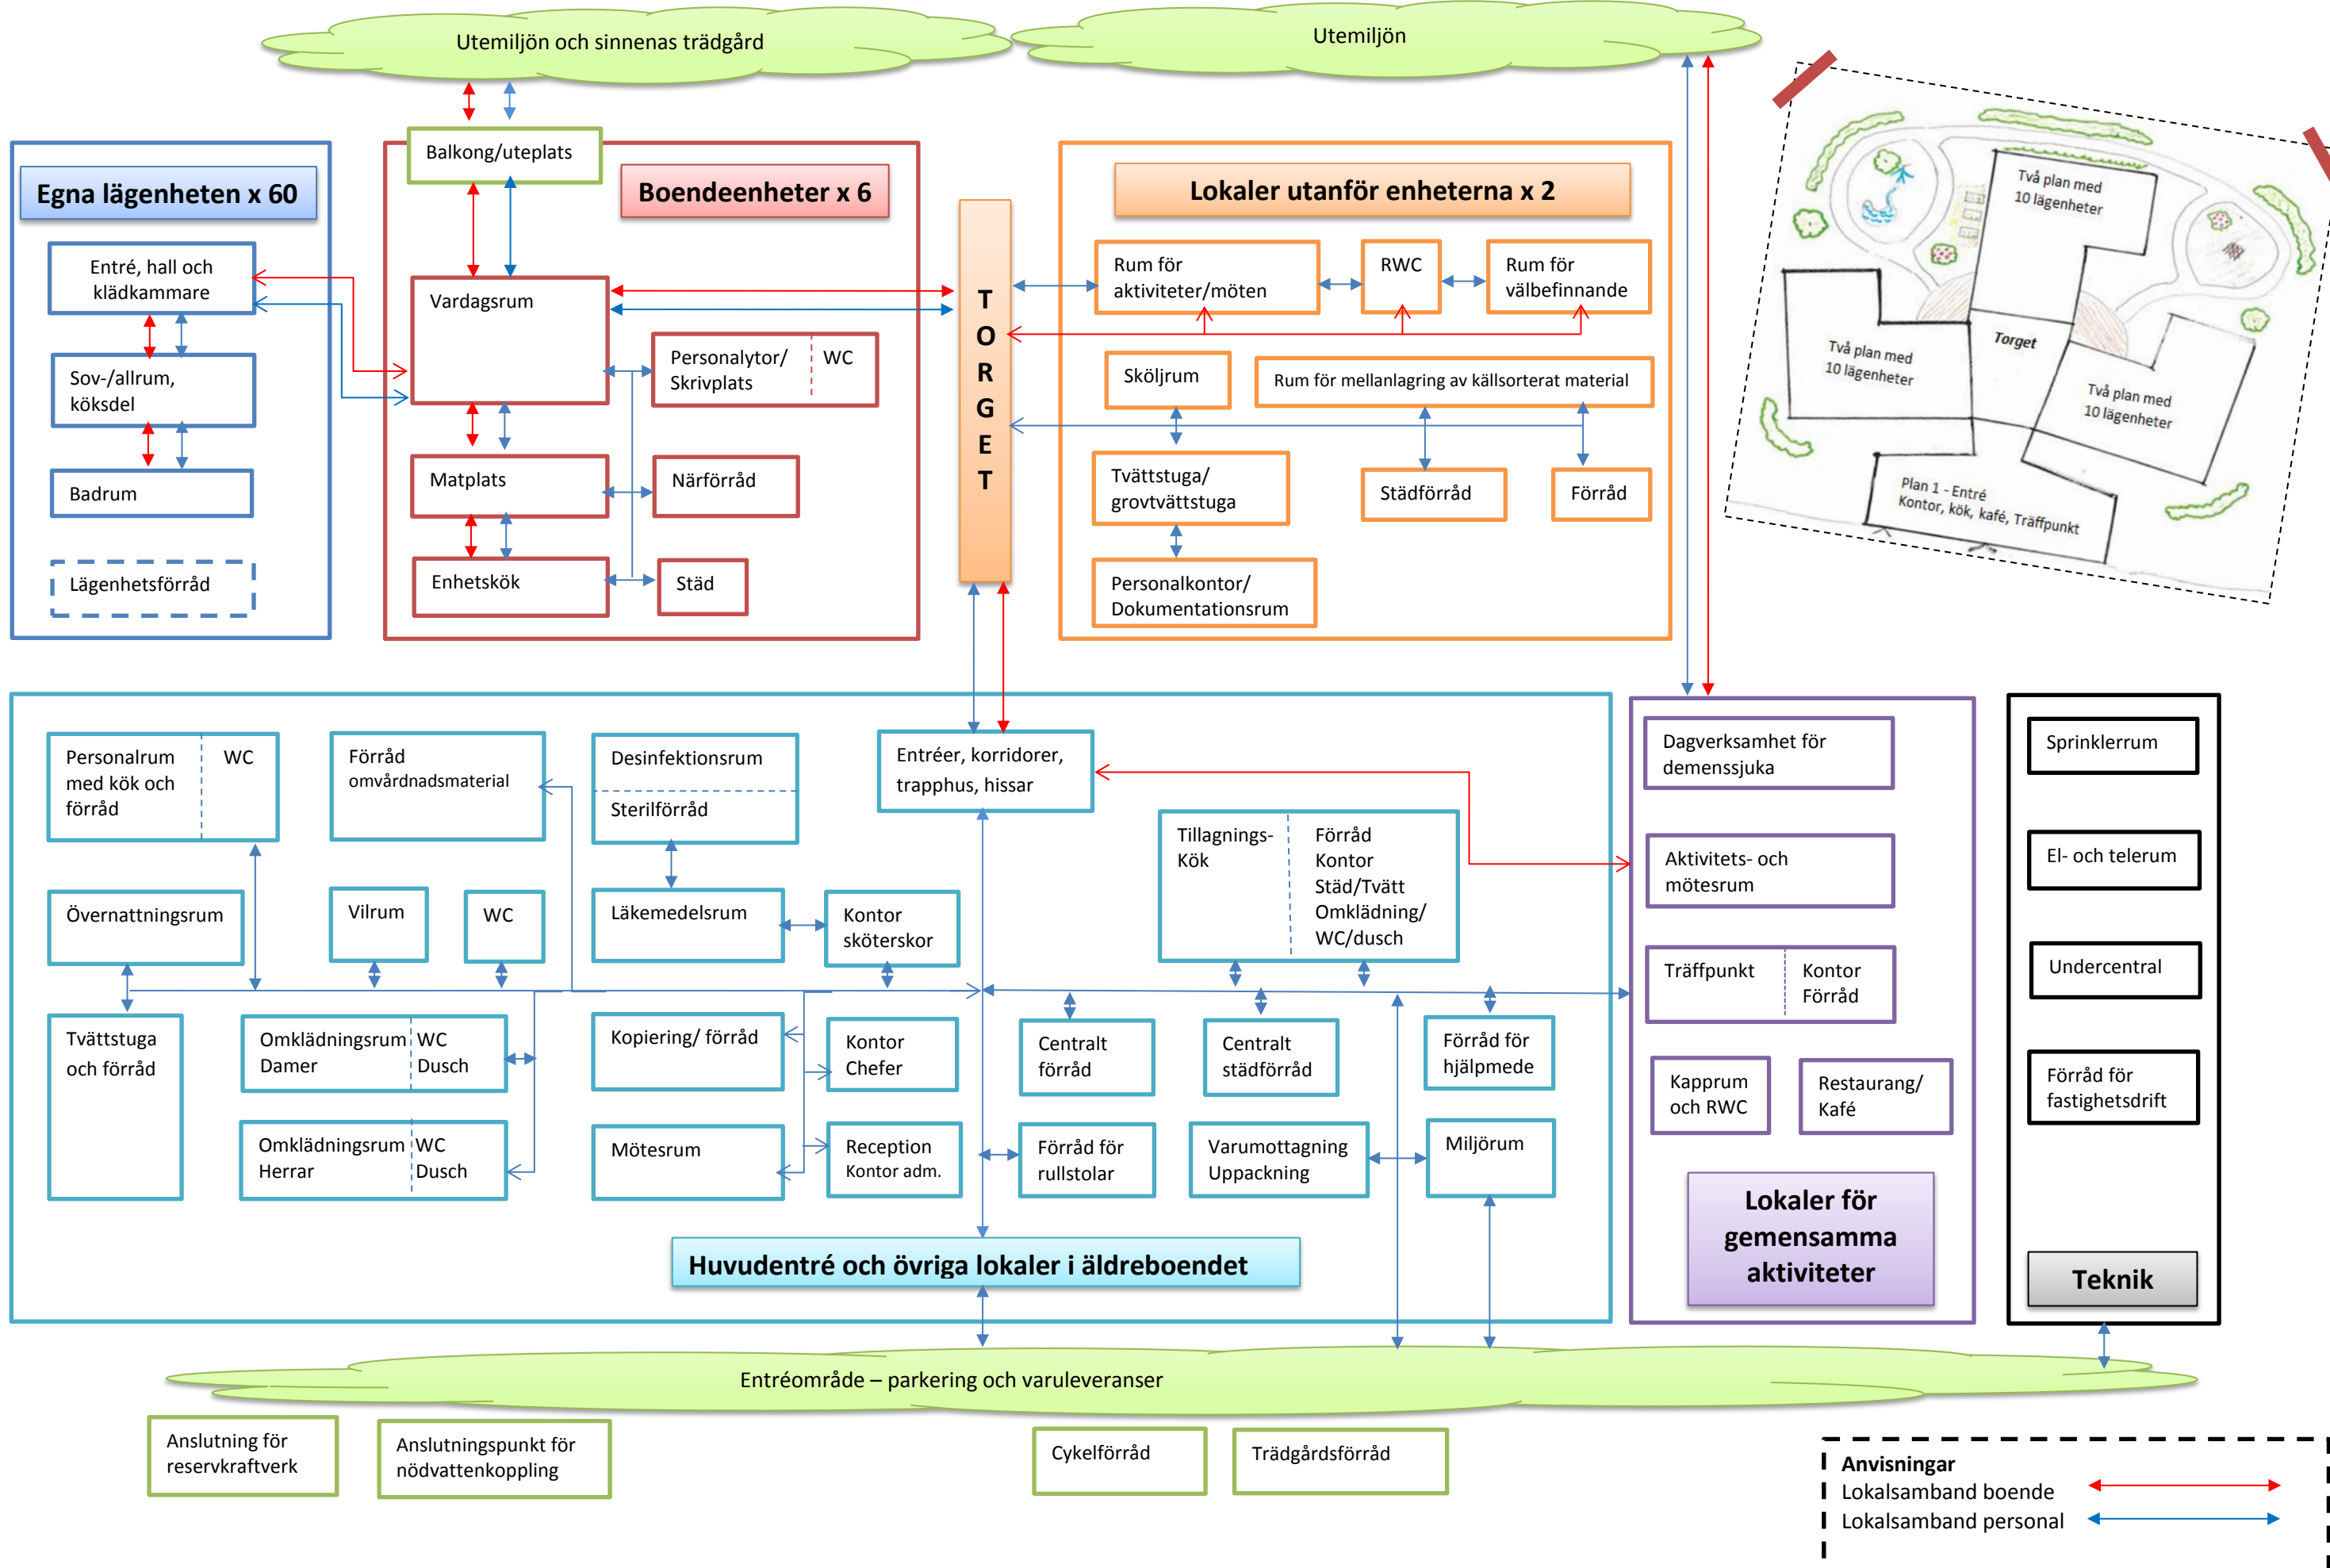 Utemiljön och sinnenas trädgård
Utemiljön
Egna lägenheten x 60
Entré, hall och
klädkammare
Sov-/allrum,
köksdel
Badrum
Lägenhetsförråd
Balkong/uteplats
Boendeenheter x 6
Vardagsrum
Personalytor/
Skrivplats
WC
Matplats
Närförråd
Enhetskök
Städ
T
O
R
G
E
T
Lokaler utanför enheterna x 2
Rum för
aktiviteter/möten
RWC
Rum för
välbefinnande
Sköljrum
Rum för mellanlagring av källsorterat material
Tvättstuga/
grovtvättstuga
Städförråd
Förråd
Personalkontor/
Dokumentationsrum
Två plan med
10 lägenheter
Två plan med
10 lägenheter
Torget
Två plan med
10 lägenheter
Plan 1 - Entré
Kontor, kök, kafé, Träffpunkt
Personalrum
med kök och
förråd
WC
Förråd
omvårdnadsmaterial
Desinfektionsrum
Sterilförråd
Entréer, korridorer,
trapphus, hissar
Tillagnings-
Kök
Förråd
Kontor
Städ/Tvätt
Omklädning/
WC/dusch
Övernattningsrum
Vilrum
WC
Läkemedelsrum
Kontor
sköterskor
Tvättstuga
och förråd
Omklädningsrum
Damer
WC
Dusch
Kopiering/ förråd
Kontor
Chefer
Centralt
förråd
Centralt
städförråd
Förråd för
hjälpmede
Omklädningsrum
Herrar
WC
Dusch
Mötesrum
Reception
Kontor adm.
Förråd för
rullstolar
Varumottagning
Uppackning
Miljörum
Huvudentré och övriga lokaler i äldreboendet
Dagverksamhet för
demenssjuka
Aktivitets- och
mötesrum
Träffpunkt
Kontor
Förråd
Kapprum
och RWC
Restaurang/
Kafé
Lokaler för
gemensamma
aktiviteter
Sprinklerrum
El- och telerum
Undercentral
Förråd för
fastighetsdrift
Teknik
Entréområde – parkering och varuleveranser
Anslutning för
reservkraftverk
Anslutningspunkt för
nödvattenkoppling
Cykelförråd
Trädgårdsförråd
Anvisningar
Lokalsamband boende
Lokalsamband personal